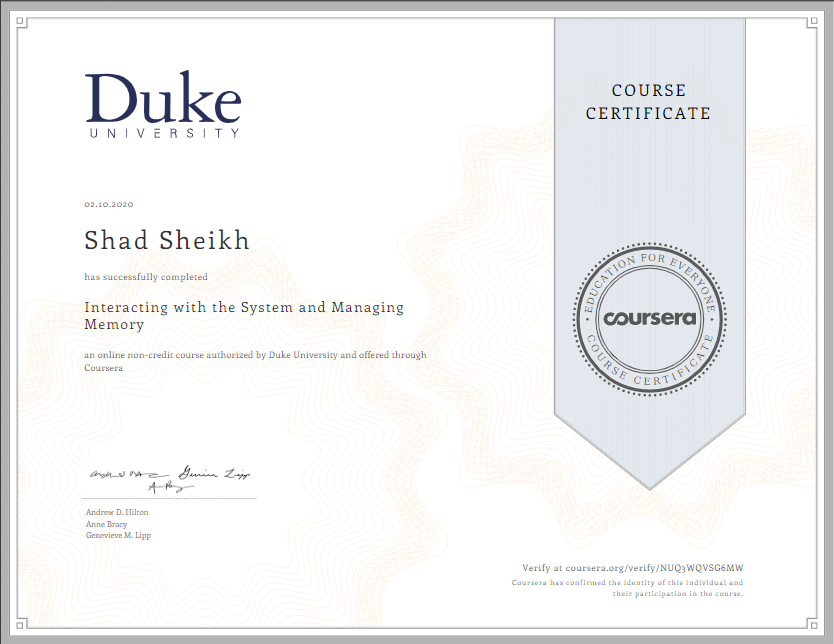 Duke
UNIVERSITY
COURSE
CERTIFICATE
02.10.2020
Shad Sheikh
has successfully completed
Interacting with the System and Managing
Memory
an online non-credit course authorized by Duke University and offered through
Coursera
EDUCATION FOR EVERYONE
coursera
COURSE CERTIFICATE
Andrew D. Hilton
Anne Bracy
Genevieve M. Lipp
Verify at coursera.org/verify/NUQ3WQVSG6MW
Coursera has confirmed the identity of this individual and
their participation in the course.